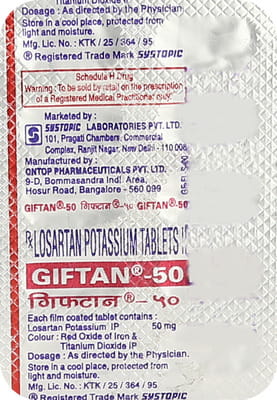 Titanium Dioxide IP
Dosage : As directed by the Physician.
Store in a cool place, protected from
light and moisture.
Mfg. Lic. No. : KTK / 25 / 364 / 95
® Registered Trade Mark SYSTOPIC
Schedule H Drug
Warning : To be sold by retail on the prescription
of a Registered Medical Practitioner only.
Marketed by :
SYSTOPIC LABORATORIES PVT. LTD.
101, Pragati Chambers, Commercial
Complex, Ranjit Nagar, New Delhi - 110 008
Manufactured by :
ONTOP PHARMACEUTICALS PVT. LTD.
9-D, Bommasandra Indl. Area,
Hosur Road, Bangalore - 560 099
GIFTAN®-50 गिफटान®-५० GIFTAN®-50
℞ LOSARTAN POTASSIUM TABLETS I
GIFTAN®-50
गिफटान® - ५०
Each film coated tablet contains :
Losartan Potassium IP 50 mg
Colour : Red Oxide of Iron &
Titanium Dioxide IP
Dosage : As directed by the Physician.
Store in a cool place, protected from
light and moisture.
Mfg. Lic. No. : KTK / 25 / 364 / 95
® Registered Trade Mark SYSTOPIC